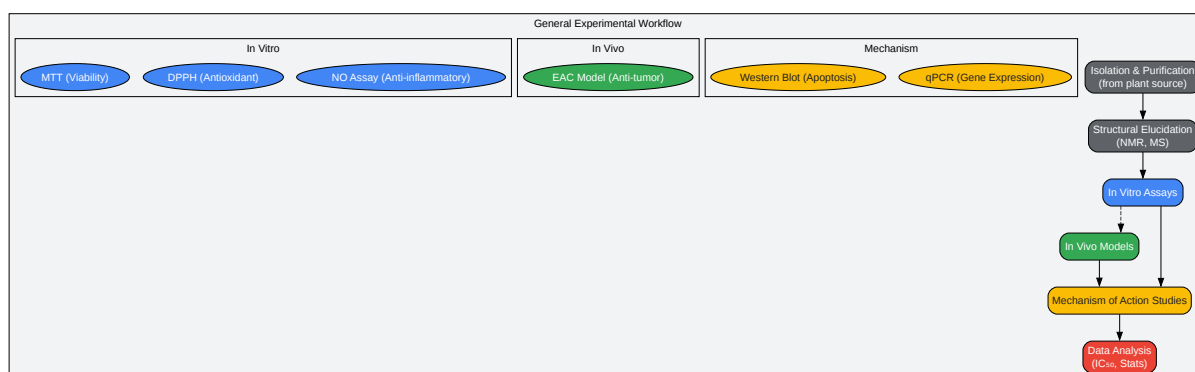 General Experimental Workflow
In Vitro
MTT (Viability)
DPPH (Antioxidant)
NO Assay (Anti-inflammatory)
In Vivo
EAC Model (Anti-tumor)
Mechanism
Western Blot (Apoptosis)
qPCR (Gene Expression)
Isolation & Purification
(from plant source)
Structural Elucidation
(NMR, MS)
In Vitro Assays
In Vivo Models
Mechanism of Action Studies
Data Analysis
(IC₅₀, Stats)